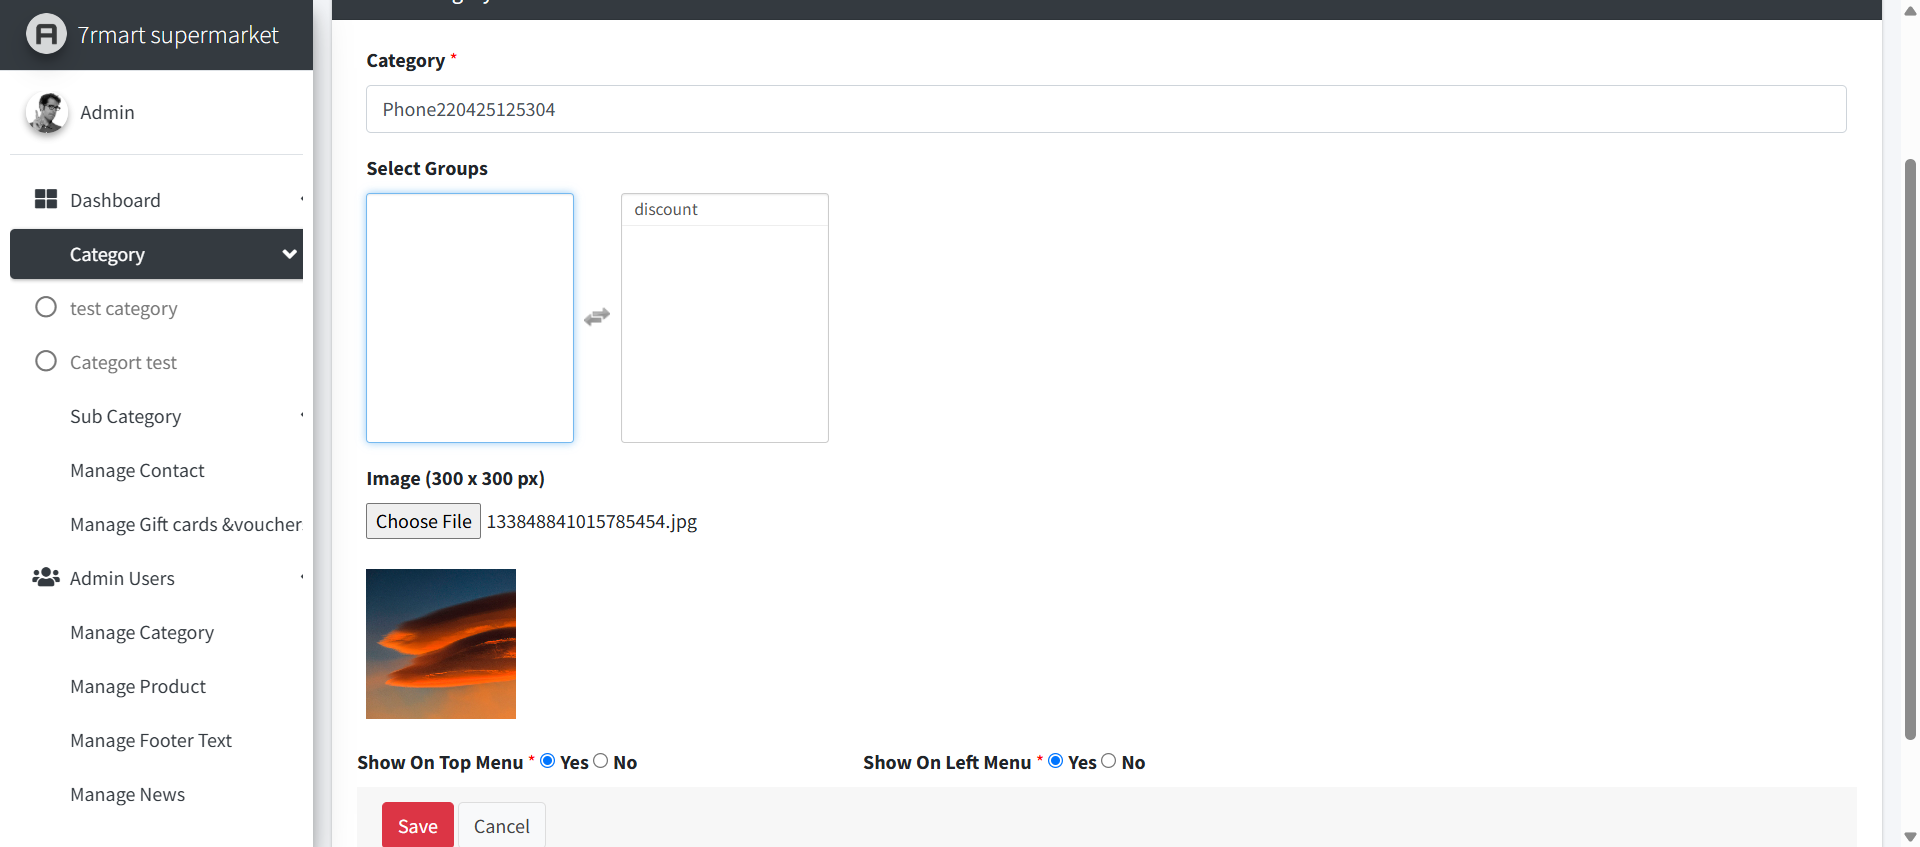 7rmart supermarket
Admin
Dashboard
Category
test category
Categort test
Sub Category
Manage Contact
Manage Gift cards &voucher
Admin Users
Manage Category
Manage Product
Manage Footer Text
Manage News
Category *
Phone220425125304
Select Groups
discount
Image (300 x 300 px)
Choose File 133848841015785454.jpg
Show On Top Menu * Yes No
Show On Left Menu * Yes No
Save Cancel